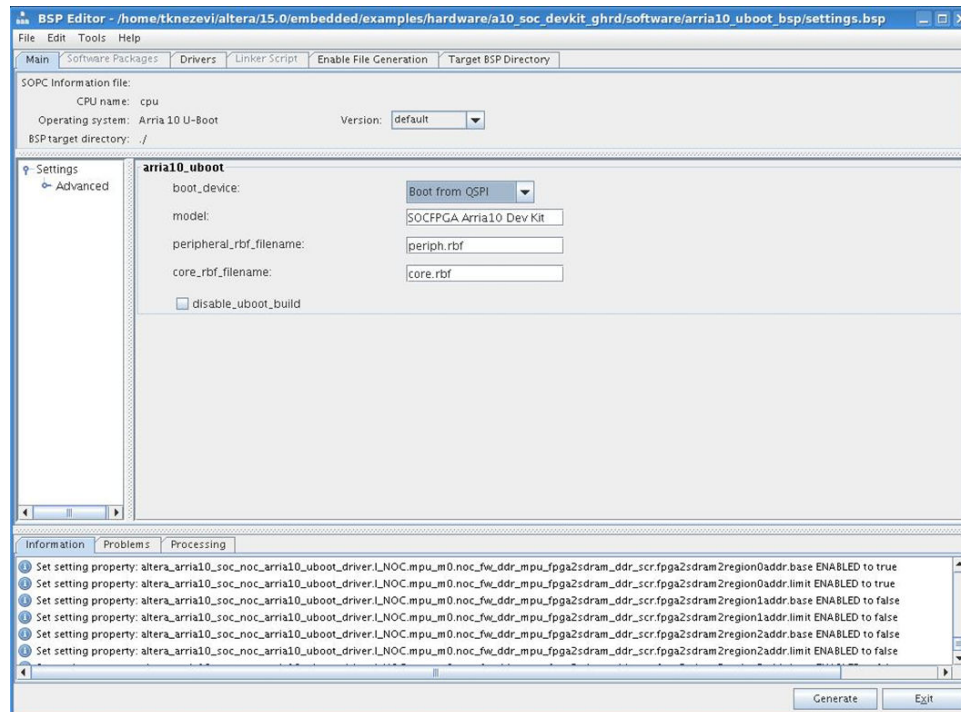 BSP Editor - /home/tknezevi/altera/15.0/embedded/examples/hardware/a10_soc_devkit_ghrd/software/arria10_uboot_bsp/settings.bsp
File Edit Tools Help
Main Software Packages Drivers Linker Script Enable File Generation Target BSP Directory
SOPC Information file:
CPU name: cpu
Operating system: Arria 10 U-Boot Version: default
BSP target directory: ./
Settings
Advanced
arria10_uboot
boot_device: Boot from QSPI
model: SOCFPGA Arria10 Dev Kit
peripheral_rbf_filename: periph.rbf
core_rbf_filename: core.rbf
disable_uboot_build
Information Problems Processing
Set setting property: altera_arria10_soc_noc_arria10_uboot_driver.I_NOC.mpu_m0.noc_fw_ddr_mpu_fpga2sdram_ddr_scr.fpga2sdram2region0addr.base ENABLED to true
Set setting property: altera_arria10_soc_noc_arria10_uboot_driver.I_NOC.mpu_m0.noc_fw_ddr_mpu_fpga2sdram_ddr_scr.fpga2sdram2region0addr.limit ENABLED to true
Set setting property: altera_arria10_soc_noc_arria10_uboot_driver.I_NOC.mpu_m0.noc_fw_ddr_mpu_fpga2sdram_ddr_scr.fpga2sdram2region1addr.base ENABLED to false
Set setting property: altera_arria10_soc_noc_arria10_uboot_driver.I_NOC.mpu_m0.noc_fw_ddr_mpu_fpga2sdram_ddr_scr.fpga2sdram2region1addr.limit ENABLED to false
Set setting property: altera_arria10_soc_noc_arria10_uboot_driver.I_NOC.mpu_m0.noc_fw_ddr_mpu_fpga2sdram_ddr_scr.fpga2sdram2region2addr.base ENABLED to false
Set setting property: altera_arria10_soc_noc_arria10_uboot_driver.I_NOC.mpu_m0.noc_fw_ddr_mpu_fpga2sdram_ddr_scr.fpga2sdram2region2addr.limit ENABLED to false
Generate Exit